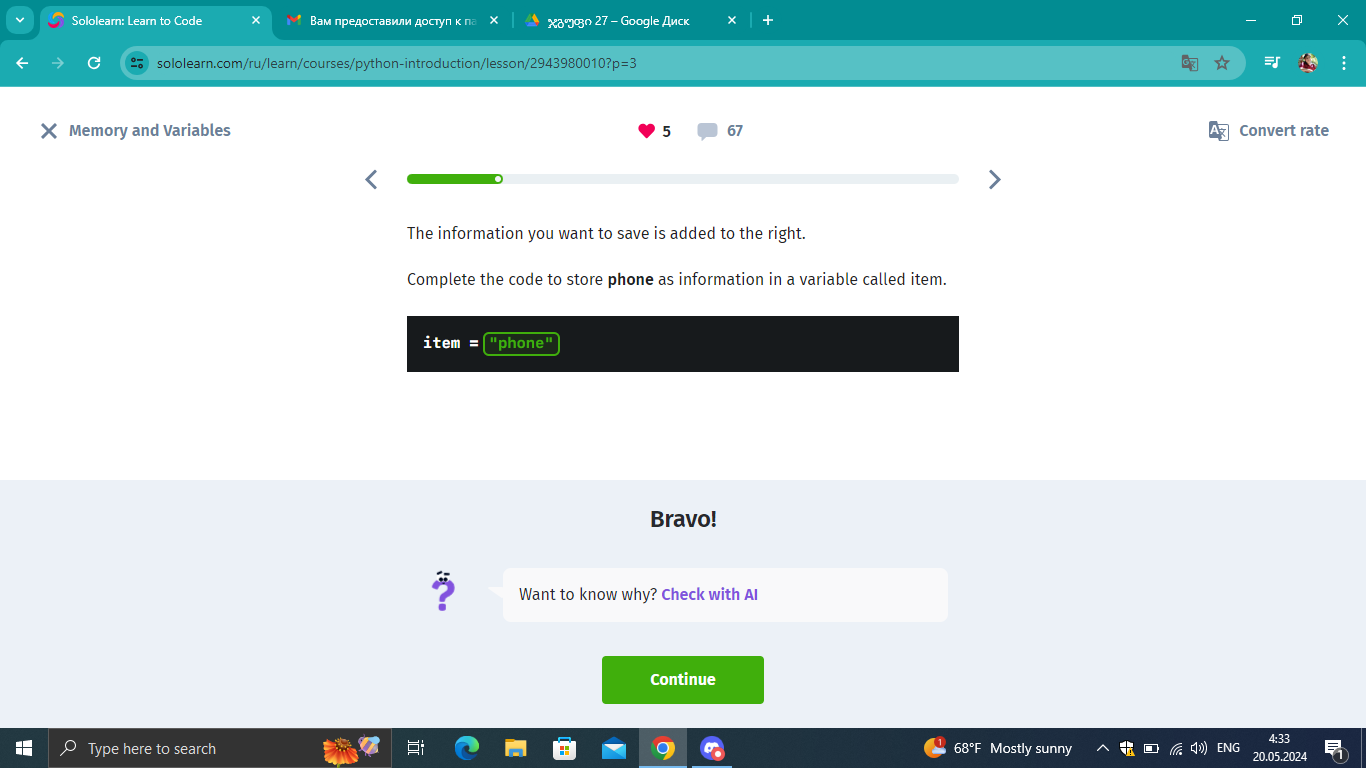 Sololearn: Learn to Code
Вам предоставили доступ к па
ჯგუფი 27 – Google Диск
sololearn.com/ru/learn/courses/python-introduction/lesson/2943980010?p=3
Memory and Variables
5
67
Convert rate
The information you want to save is added to the right.
Complete the code to store phone as information in a variable called item.
item = "phone"
Bravo!
?
Want to know why? Check with AI
Continue
Type here to search
1
68°F Mostly sunny
ENG
4:33
20.05.2024
1